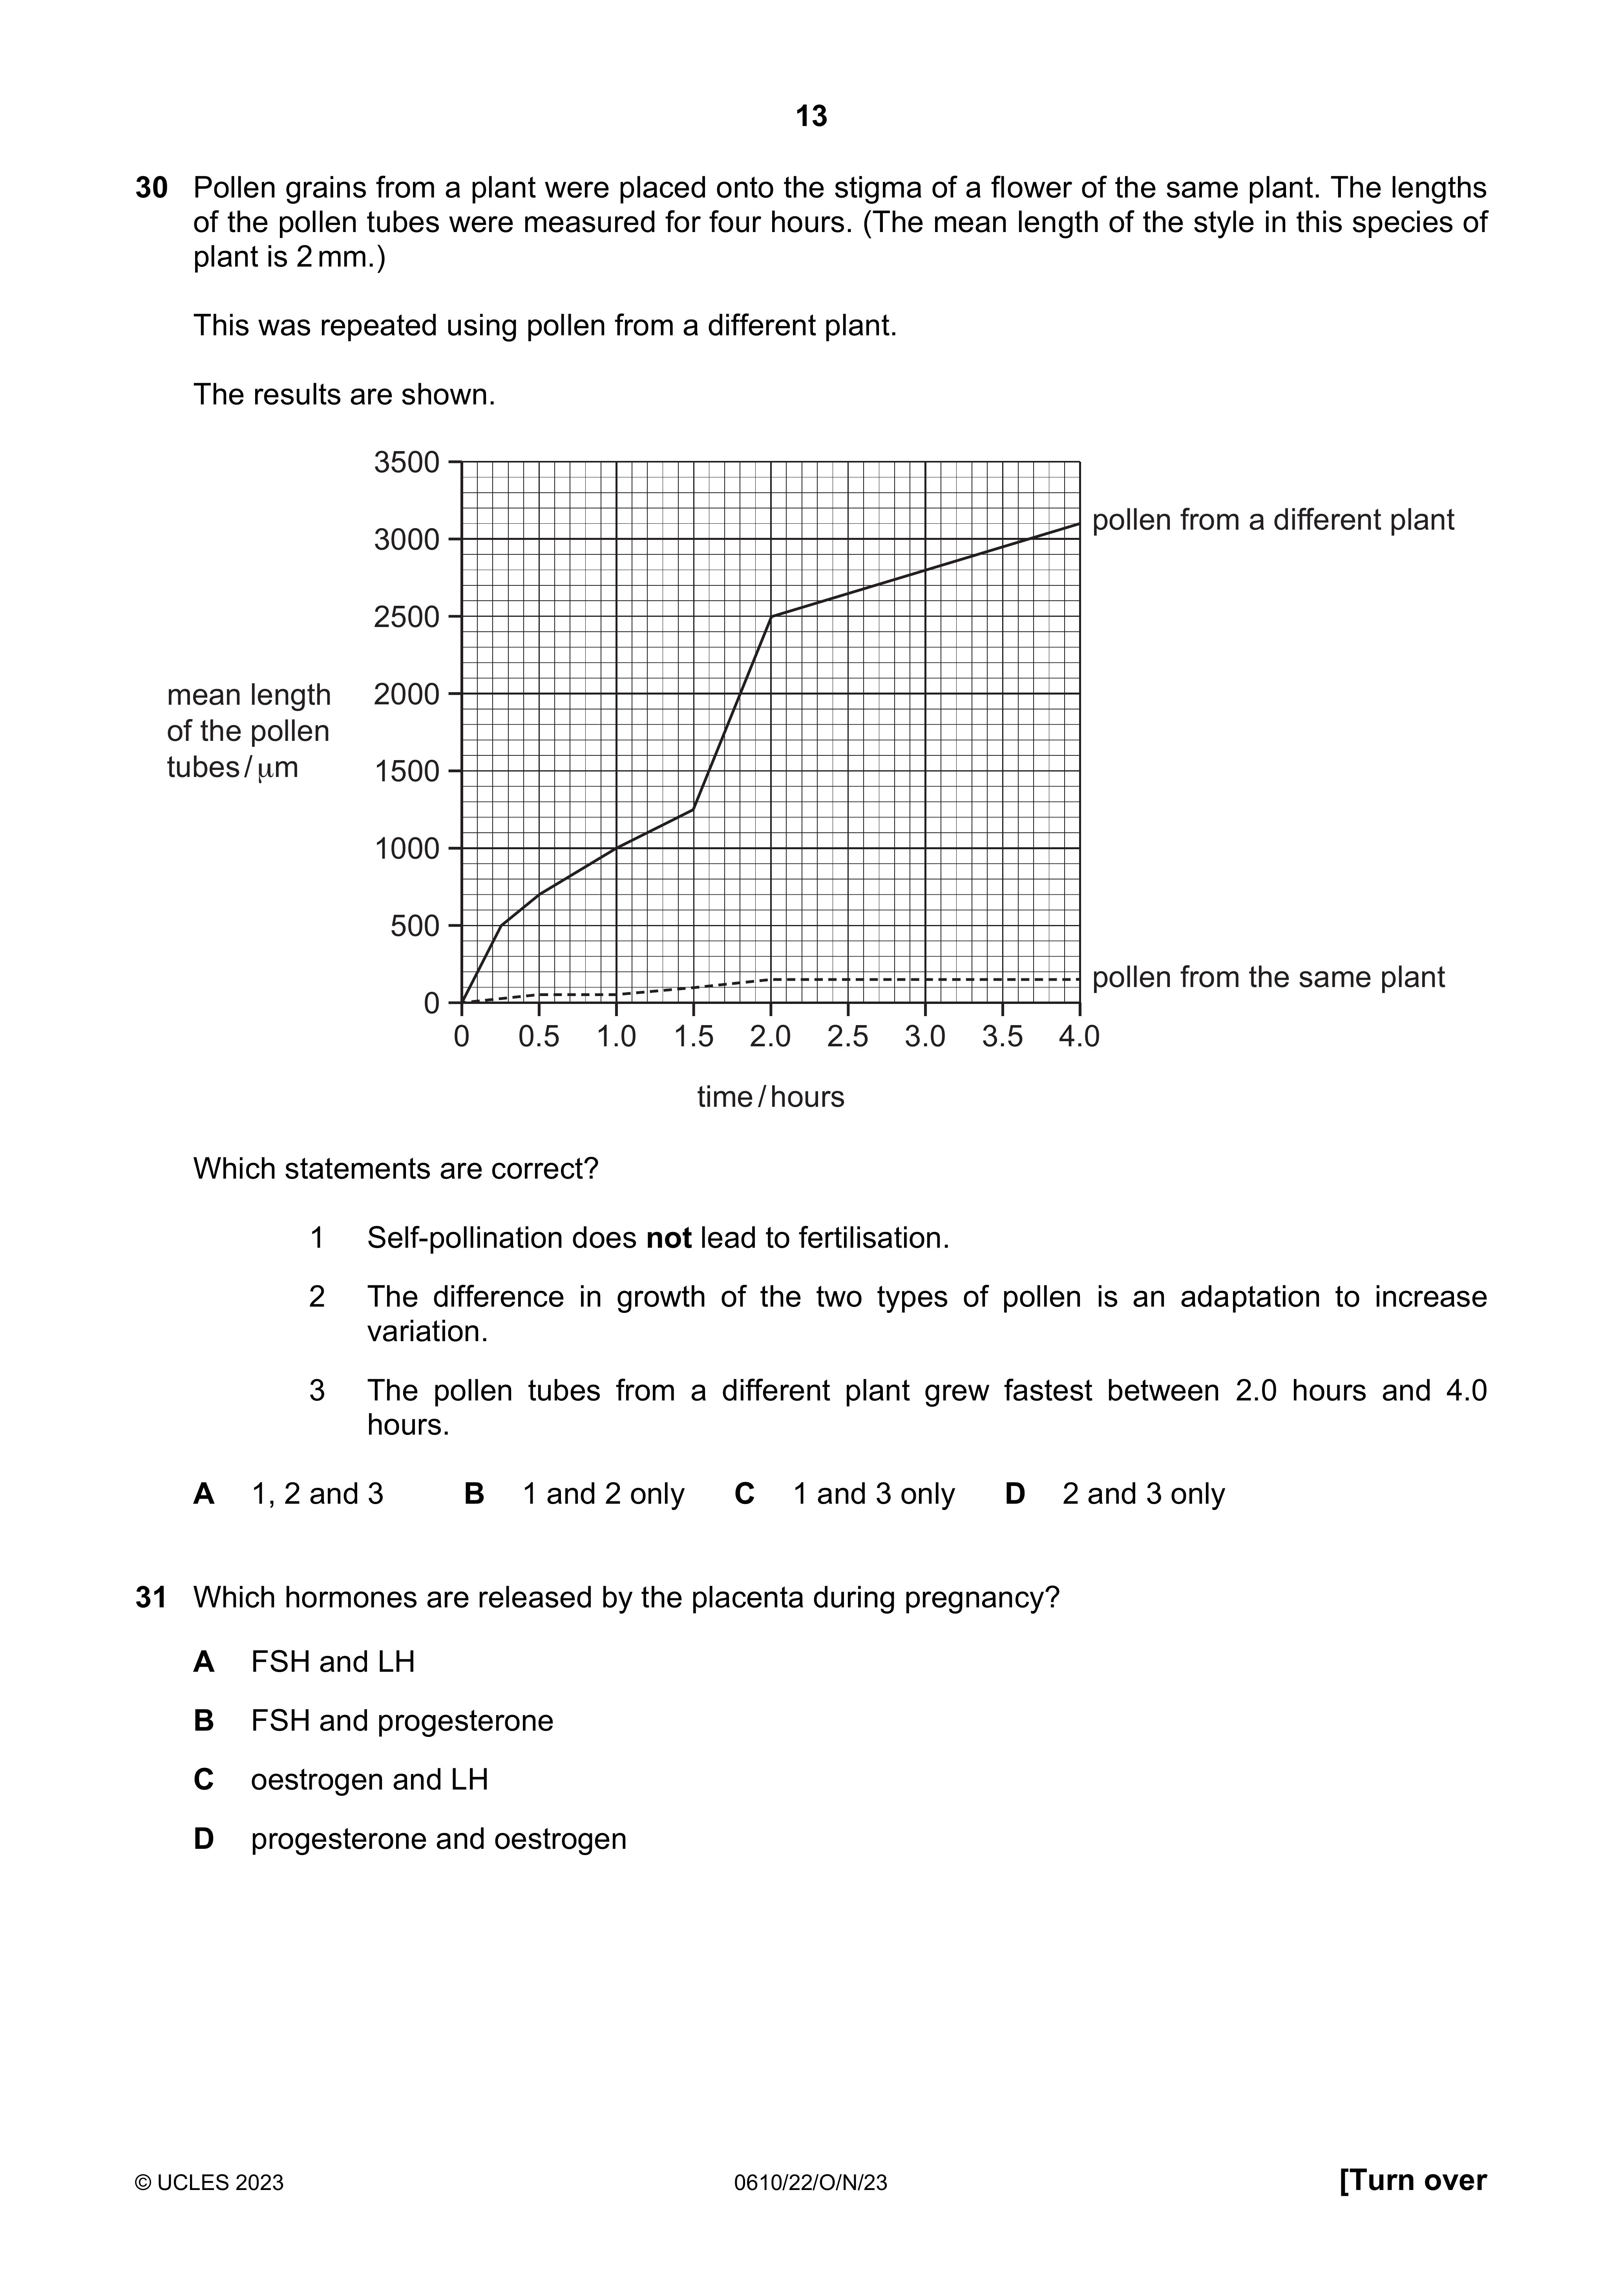 13
30 Pollen grains from a plant were placed onto the stigma of a flower of the same plant. The lengths
of the pollen tubes were measured for four hours. (The mean length of the style in this species of
plant is 2 mm.)
This was repeated using pollen from a different plant.
The results are shown.
3500
3000
2500
2000
1500
1000
500
0
mean length
of the pollen
tubes / µm
pollen from a different plant
pollen from the same plant
0 0.5 1.0 1.5 2.0 2.5 3.0 3.5 4.0
time / hours
Which statements are correct?
1 Self-pollination does not lead to fertilisation.
2 The difference in growth of the two types of pollen is an adaptation to increase
variation.
3 The pollen tubes from a different plant grew fastest between 2.0 hours and 4.0
hours.
A 1, 2 and 3 B 1 and 2 only C 1 and 3 only D 2 and 3 only
31 Which hormones are released by the placenta during pregnancy?
A FSH and LH
B FSH and progesterone
C oestrogen and LH
D progesterone and oestrogen
© UCLES 2023 0610/22/O/N/23 [Turn over